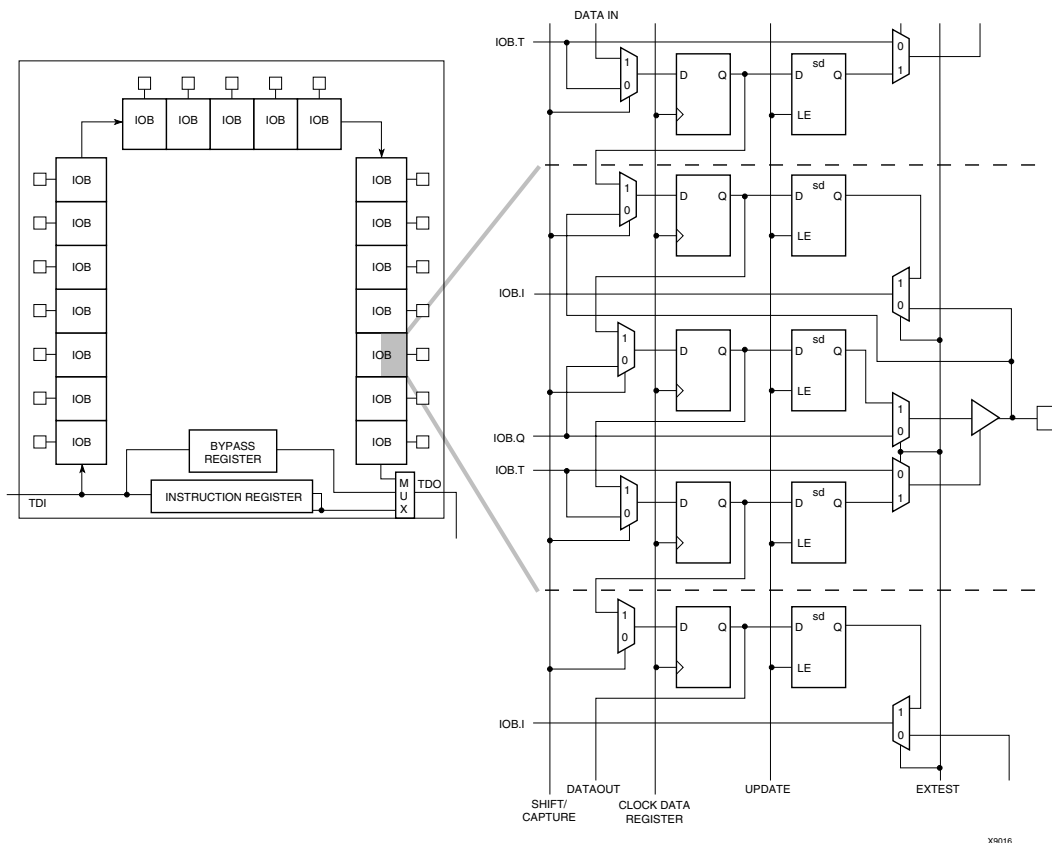 DATA IN
IOB.T
1
0
D Q
sd
D Q
LE
0
1
IOB IOB IOB IOB IOB
IOB
IOB
IOB
IOB
IOB
IOB
IOB
IOB
IOB
IOB
IOB
IOB
IOB
IOB
BYPASS
REGISTER
INSTRUCTION REGISTER
M
U
X
TDO
TDI
1
0
D Q
sd
D Q
LE
1
0
IOB.I
1
0
D Q
sd
D Q
LE
1
0
IOB.Q
IOB.T
0
1
1
0
D Q
sd
D Q
LE
1
0
D Q
sd
D Q
LE
1
0
IOB.I
SHIFT/
CAPTURE
DATAOUT
CLOCK DATA
REGISTER
UPDATE
EXTEST
X9016